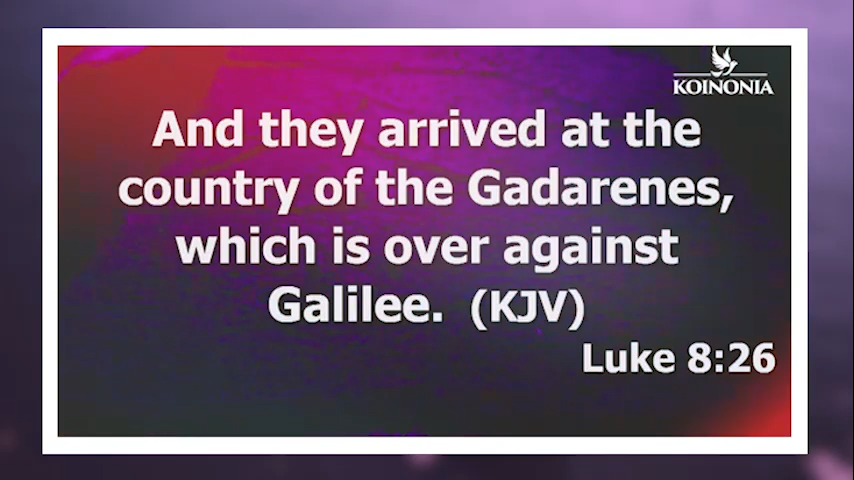 KOINONIA
And they arrived at the
country of the Gadarenes,
which is over against
Galilee. (KJV)
Luke 8:26